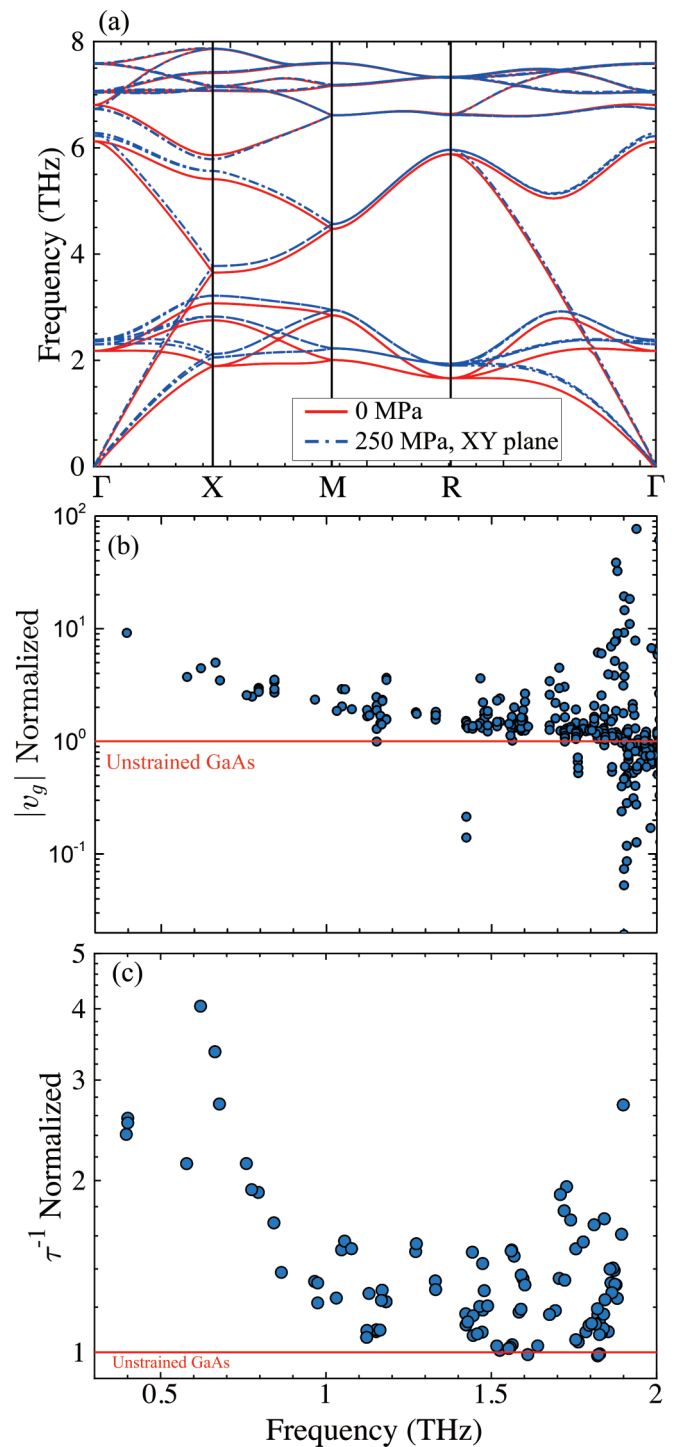 (a)
8
6
4
2
0
Frequency (THz)
0 MPa
250 MPa, XY plane
Γ X M R Γ
(b)
10²
10¹
10⁰
10⁻¹
|v_g| Normalized
Unstrained GaAs
(c)
5
4
3
2
1
τ⁻¹ Normalized
Unstrained GaAs
0.5 1 1.5 2
Frequency (THz)